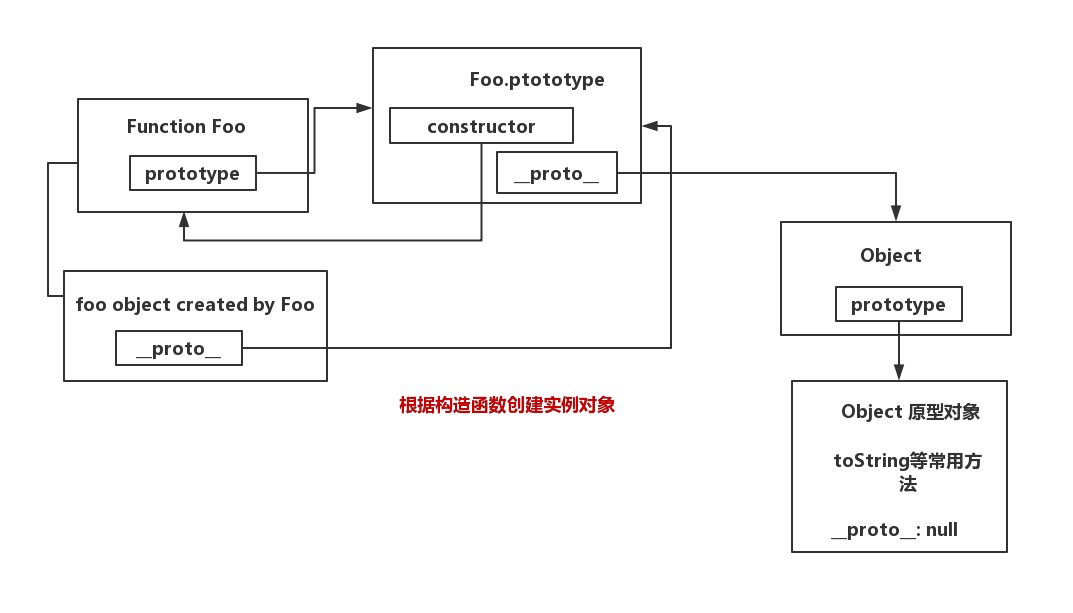 Foo.ptototype
Function Foo
constructor
prototype
__proto__
Object
foo object created by Foo
prototype
__proto__
根据构造函数创建实例对象
Object 原型对象
toString等常用方
法
__proto__: null